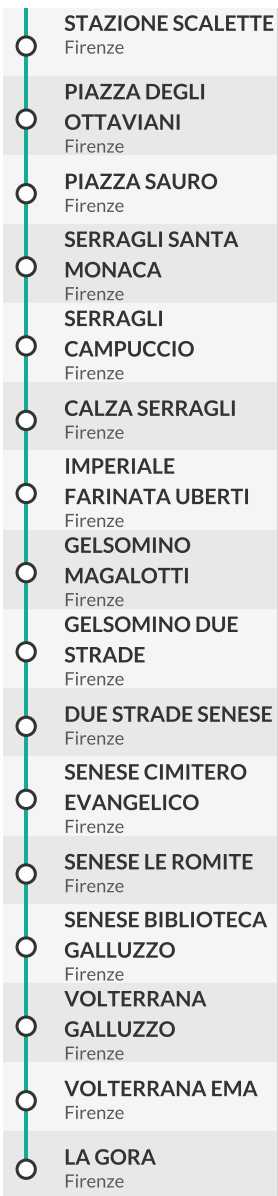 STAZIONE SCALETTE
Firenze
PIAZZA DEGLI
OTTAVIANI
Firenze
PIAZZA SAURO
Firenze
SERRAGLI SANTA
MONACA
Firenze
SERRAGLI
CAMPUCCIO
Firenze
CALZA SERRAGLI
Firenze
IMPERIALE
FARINATA UBERTI
Firenze
GELSOMINO
MAGALOTTI
Firenze
GELSOMINO DUE
STRADE
Firenze
DUE STRADE SENESE
Firenze
SENESE CIMITERO
EVANGELICO
Firenze
SENESE LE ROMITE
Firenze
SENESE BIBLIOTECA
GALLUZZO
Firenze
VOLTERRANA
GALLUZZO
Firenze
VOLTERRANA EMA
Firenze
LA GORA
Firenze